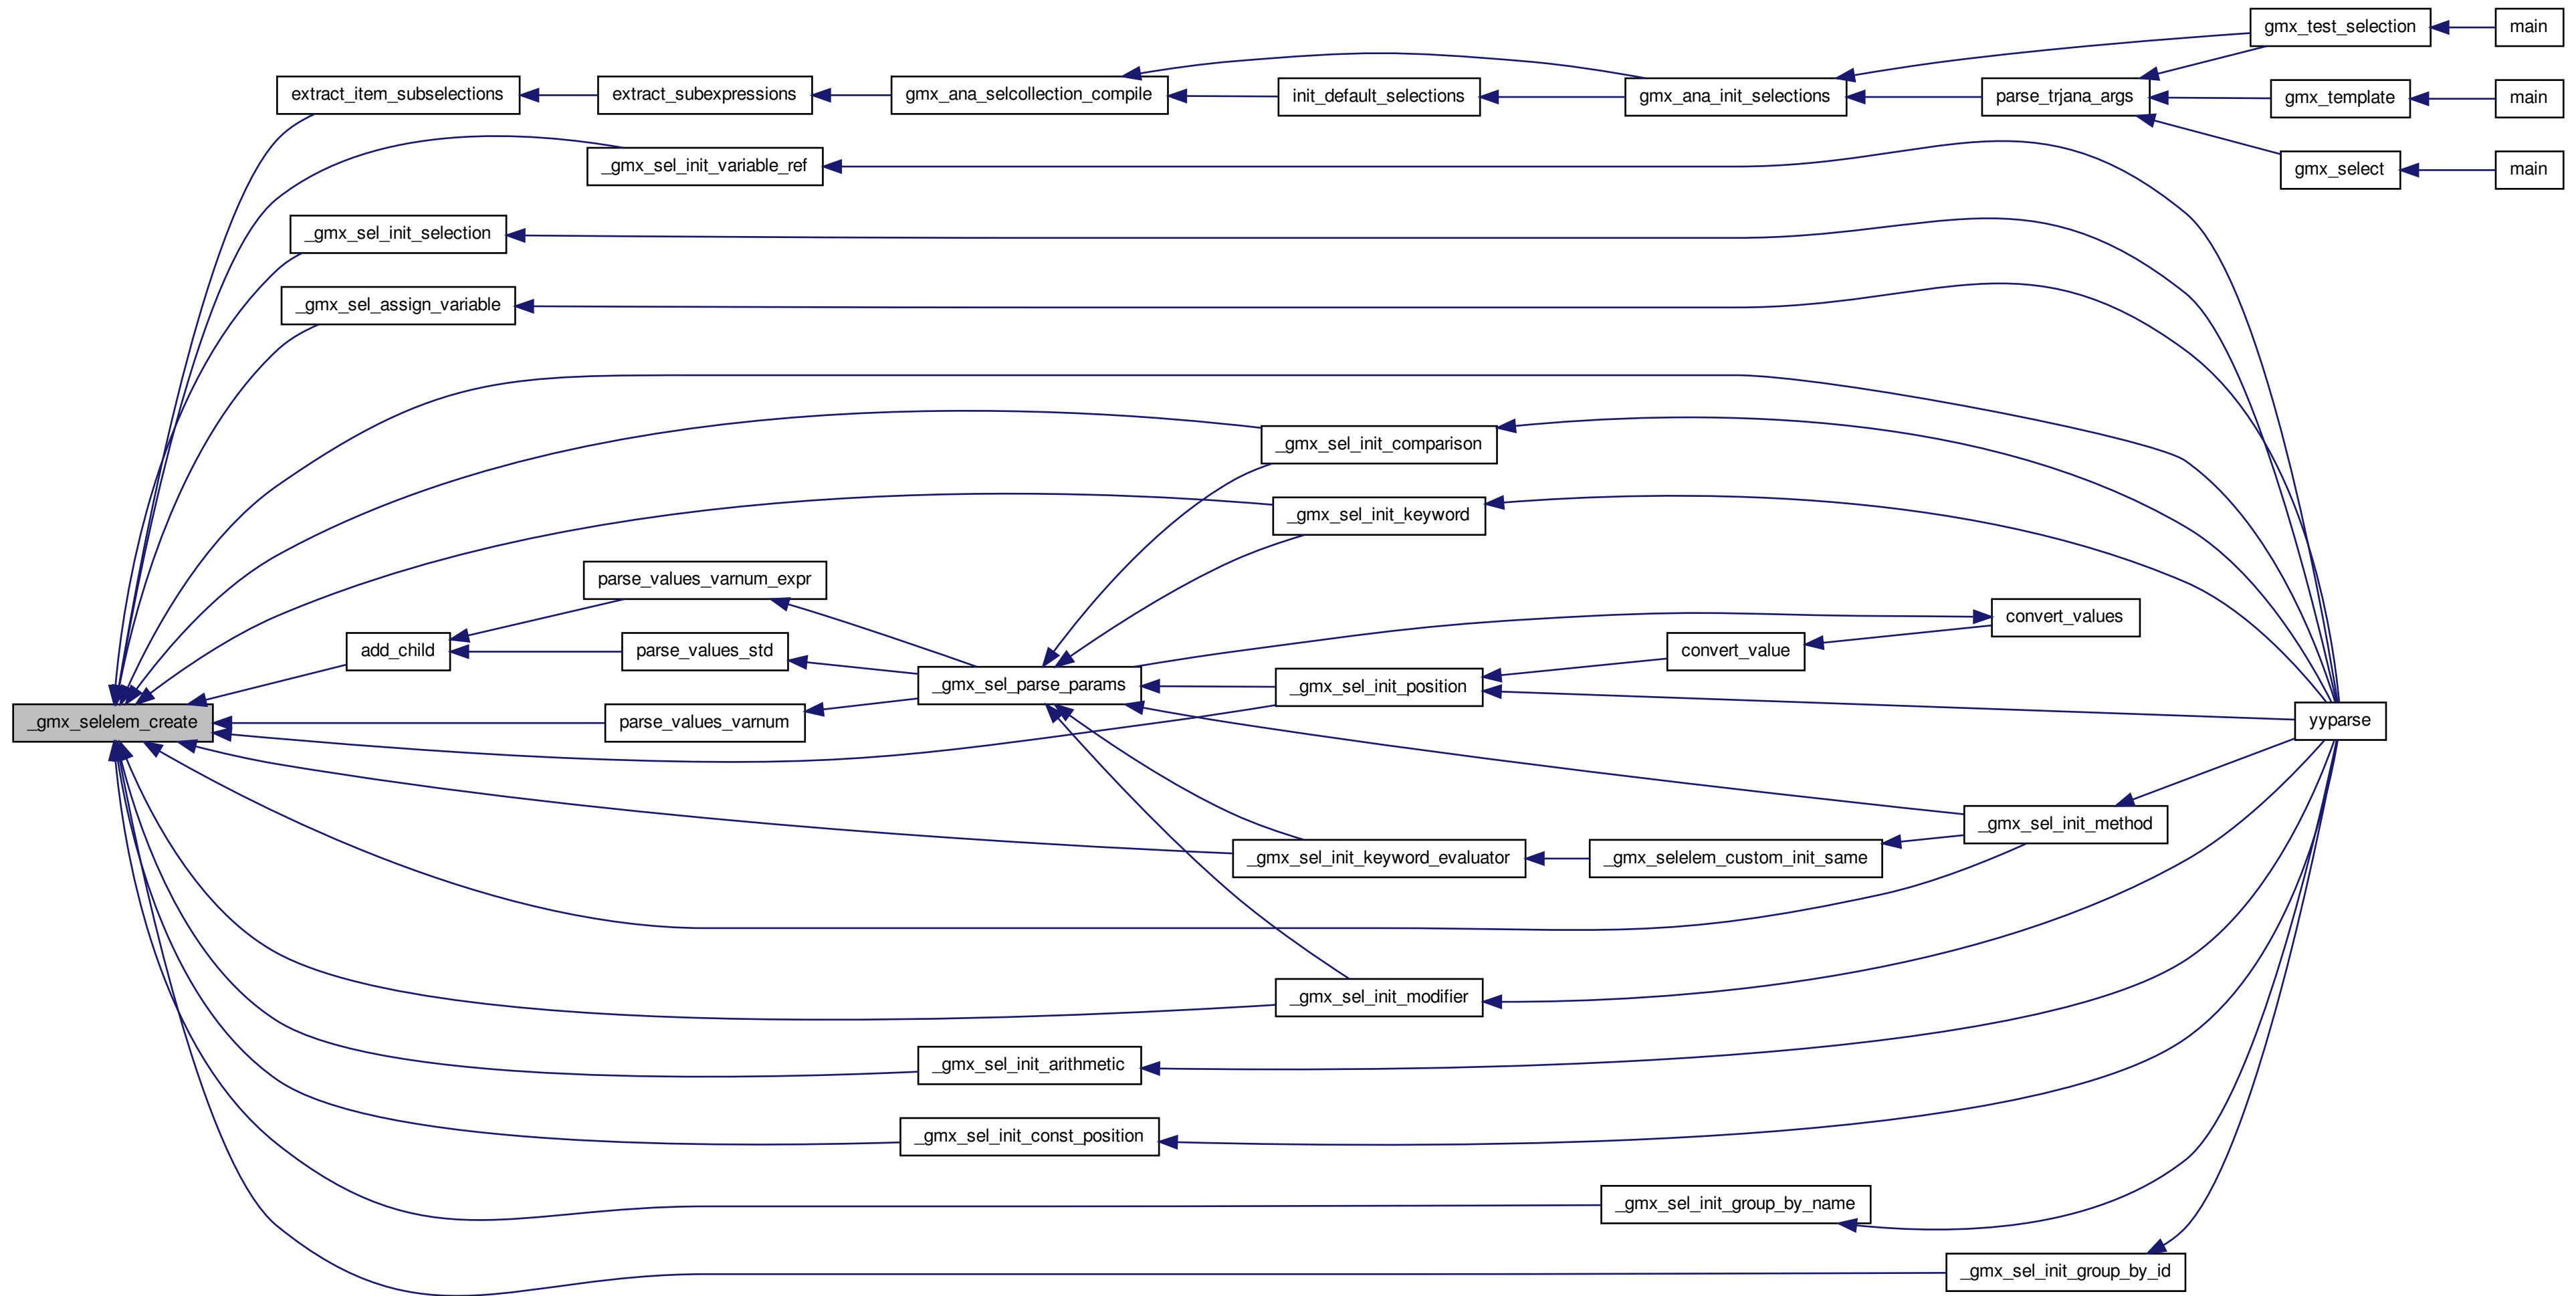 gmx_test_selection
main
extract_item_subselections
extract_subexpressions
gmx_ana_selcollection_compile
init_default_selections
gmx_ana_init_selections
parse_trjana_args
gmx_template
main
_gmx_sel_init_variable_ref
gmx_select
main
_gmx_sel_init_selection
_gmx_sel_assign_variable
_gmx_sel_init_comparison
_gmx_sel_init_keyword
parse_values_varnum_expr
convert_values
add_child
parse_values_std
convert_value
_gmx_sel_parse_params
_gmx_sel_init_position
_gmx_selelem_create
parse_values_varnum
yyparse
_gmx_sel_init_method
_gmx_sel_init_keyword_evaluator
_gmx_selelem_custom_init_same
_gmx_sel_init_modifier
_gmx_sel_init_arithmetic
_gmx_sel_init_const_position
_gmx_sel_init_group_by_name
_gmx_sel_init_group_by_id